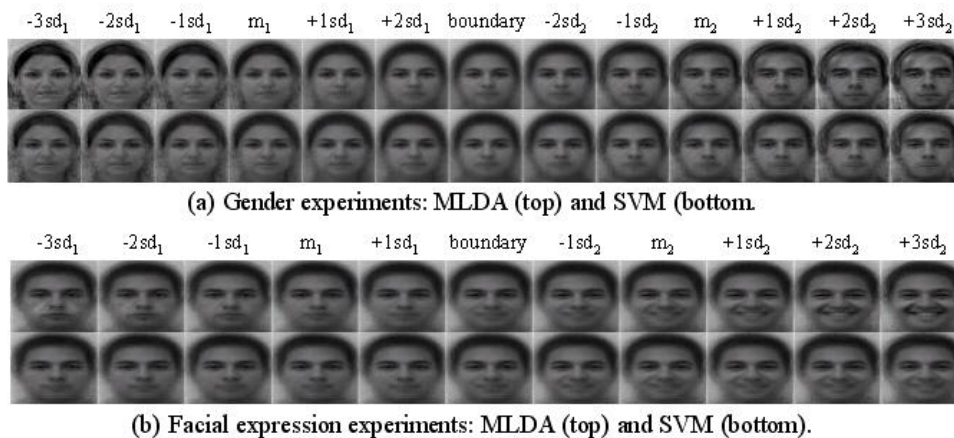 -3sd1 -2sd1 -1sd1 m1 +1sd1 +2sd1 boundary -2sd2 -1sd2 m2 +1sd2 +2sd2 +3sd2
(a) Gender experiments: MLDA (top) and SVM (bottom.
-3sd1 -2sd1 -1sd1 m1 +1sd1 boundary -1sd2 m2 +1sd2 +2sd2 +3sd2
(b) Facial expression experiments: MLDA (top) and SVM (bottom).